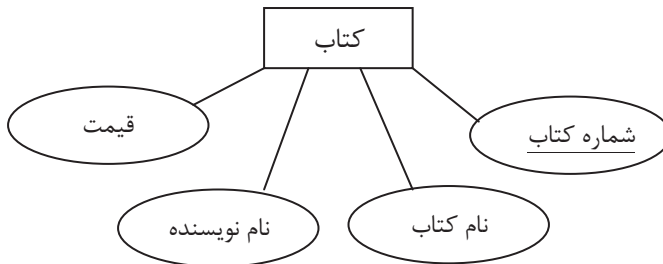 کتاب
شماره کتاب
قیمت
نام کتاب
نام نویسنده